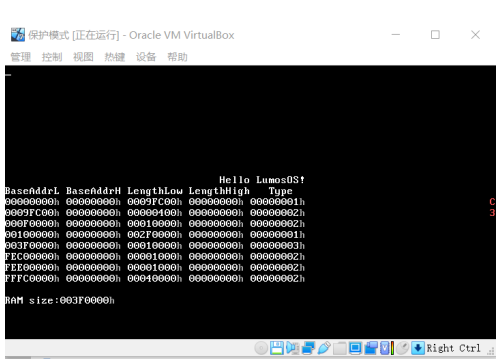 保护模式 [正在运行] - Oracle VM VirtualBox
管理 控制 视图 热键 设备 帮助
Hello LumosOS!
BaseAddrL BaseAddrH LengthLow LengthHigh Type
00000000h 00000000h 0009FC00h 00000000h 00000001h C
0009FC00h 00000000h 00000400h 00000000h 00000002h 3
000F0000h 00000000h 00010000h 00000000h 00000002h
00100000h 00000000h 002F0000h 00000000h 00000001h
003F0000h 00000000h 00010000h 00000000h 00000003h
FEC00000h 00000000h 00001000h 00000000h 00000002h
FEE00000h 00000000h 00001000h 00000000h 00000002h
FFFC0000h 00000000h 00040000h 00000000h 00000002h
RAM size:003F0000h
Right Ctrl